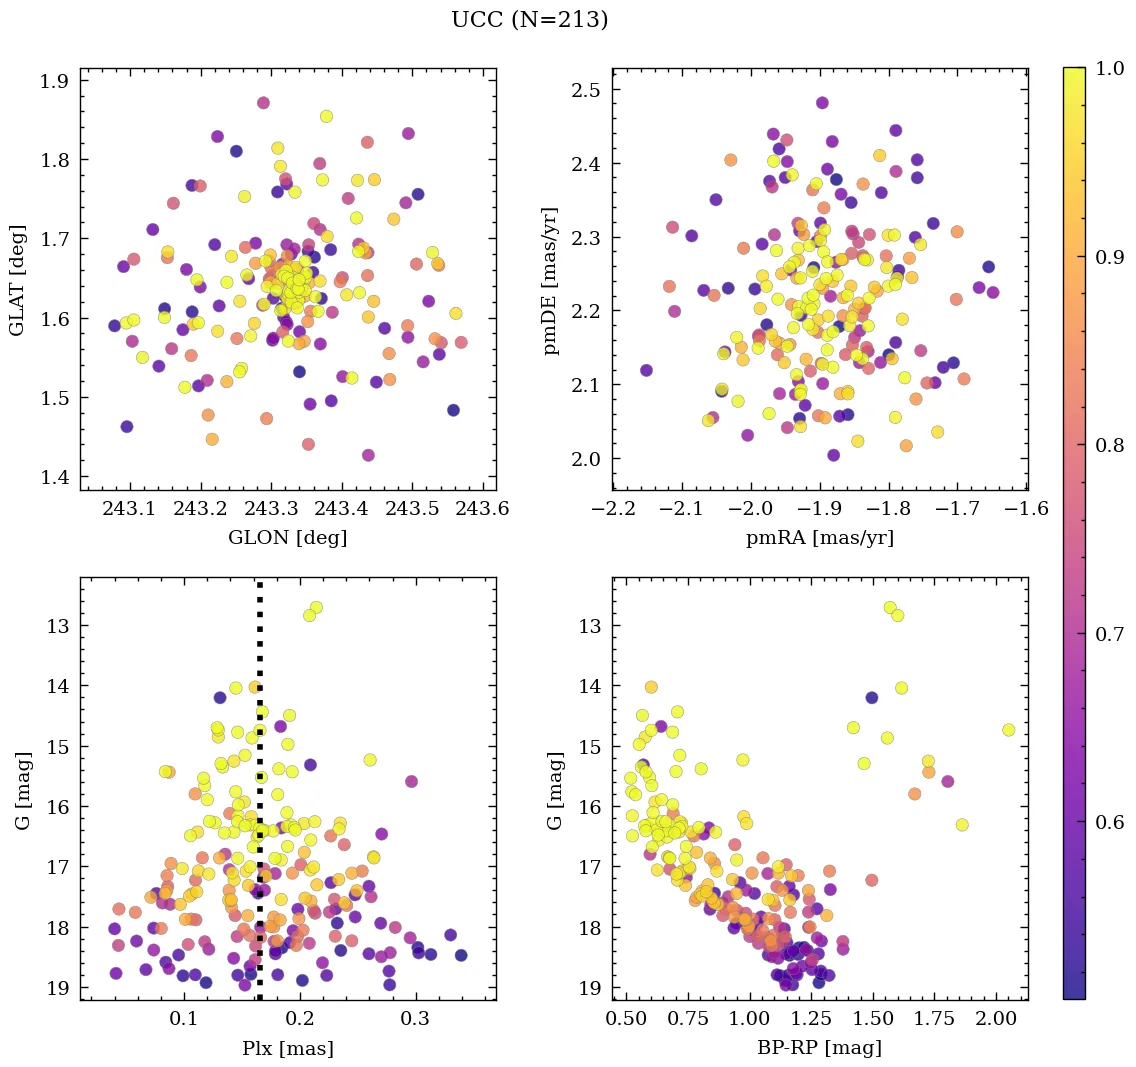 UCC (N=213)
1.9
1.8
1.7
1.6
1.5
1.4
GLAT [deg]
243.1 243.2 243.3 243.4 243.5 243.6
GLON [deg]
2.5
2.4
2.3
2.2
2.1
2.0
pmDE [mas/yr]
−2.2 −2.1 −2.0 −1.9 −1.8 −1.7 −1.6
pmRA [mas/yr]
1.0
0.9
0.8
0.7
0.6
13
14
15
16
17
18
19
G [mag]
0.1 0.2 0.3
Plx [mas]
13
14
15
16
17
18
19
G [mag]
0.50 0.75 1.00 1.25 1.50 1.75 2.00
BP-RP [mag]